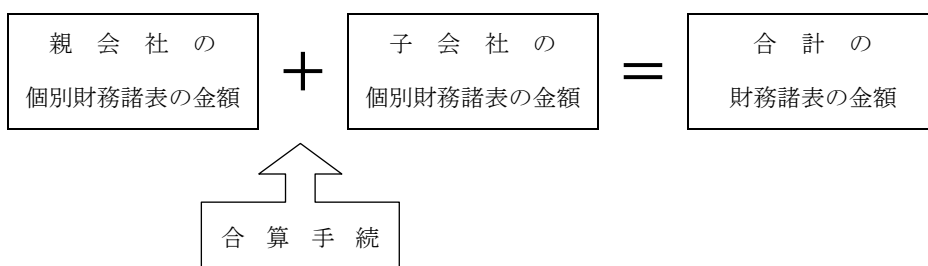 親会社の
個別財務諸表の金額
＋
子会社の
個別財務諸表の金額
＝
合計の
財務諸表の金額
合算手続